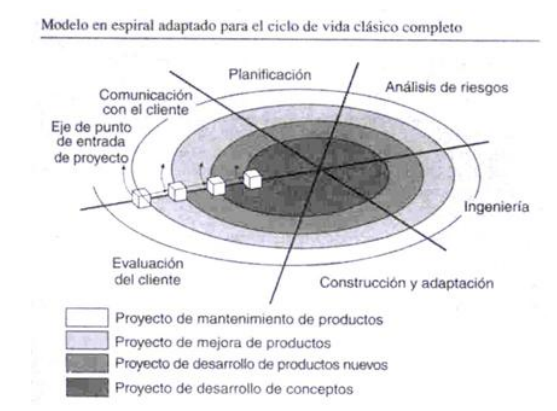 Modelo en espiral adaptado para el ciclo de vida clásico completo
Planificación
Análisis de riesgos
Comunicación
con el cliente
Eje de punto
de entrada
de proyecto
Ingeniería
Evaluación
del cliente
Construcción y adaptación
Proyecto de mantenimiento de productos
Proyecto de mejora de productos
Proyecto de desarrollo de productos nuevos
Proyecto de desarrollo de conceptos